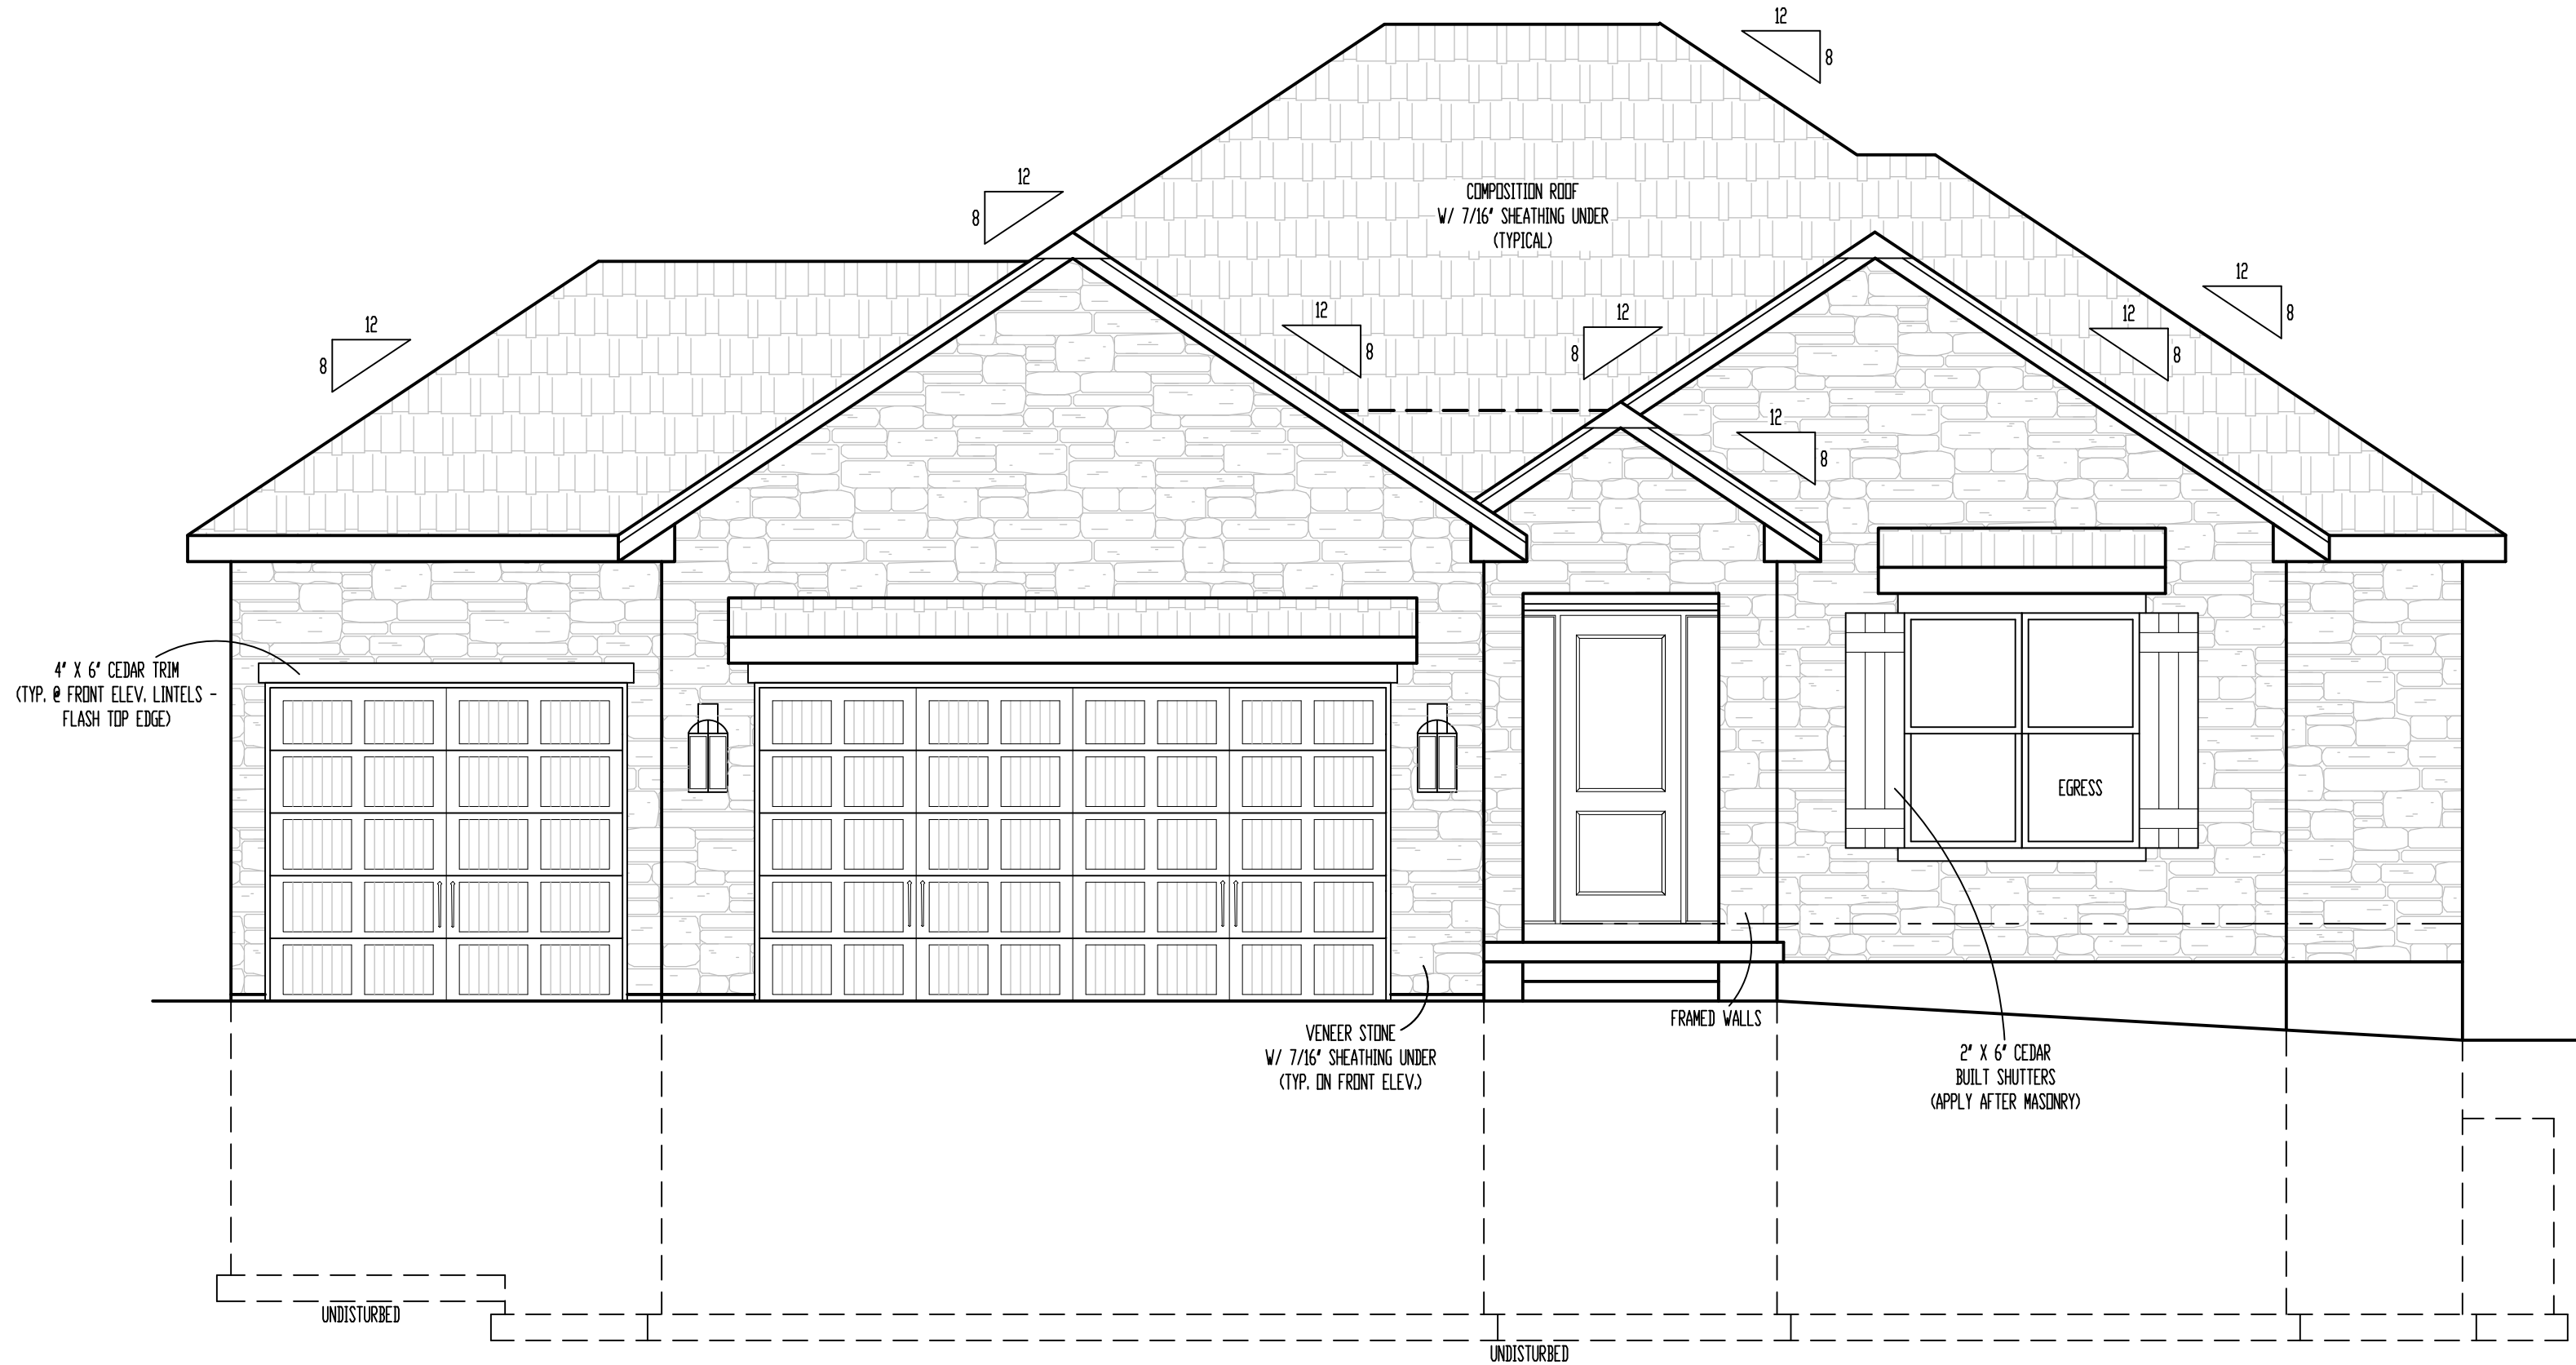 12
8
12
8
COMPOSITION ROOF
W/ 7/16" SHEATHING UNDER
(TYPICAL)
12
8
12
8
12
8
12
8
12
8
12
8
4" X 6" CEDAR TRIM
(TYP. @ FRONT ELEV. LINTELS -
FLASH TOP EDGE)
EGRESS
FRAMED WALLS
VENEER STONE
W/ 7/16" SHEATHING UNDER
(TYP. ON FRONT ELEV.)
2" X 6" CEDAR
BUILT SHUTTERS
(APPLY AFTER MASONRY)
UNDISTURBED
UNDISTURBED